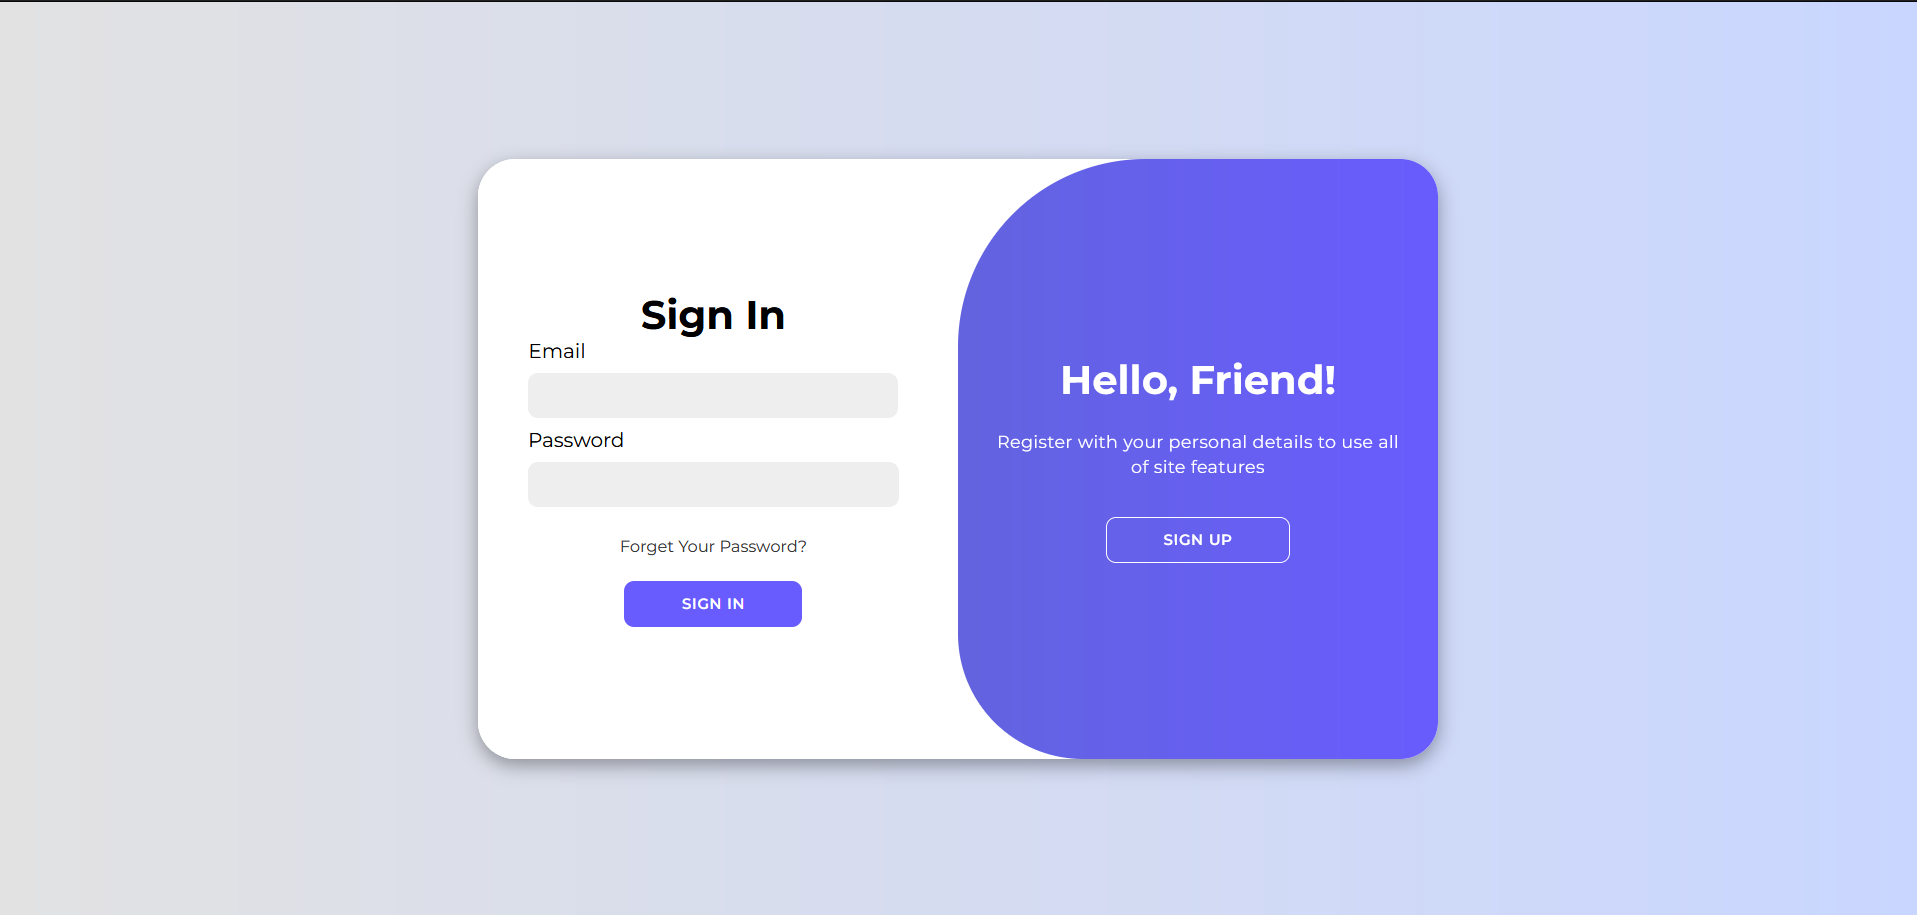 Sign In
Email
Password
Forget Your Password?
SIGN IN
Hello, Friend!
Register with your personal details to use all
of site features
SIGN UP